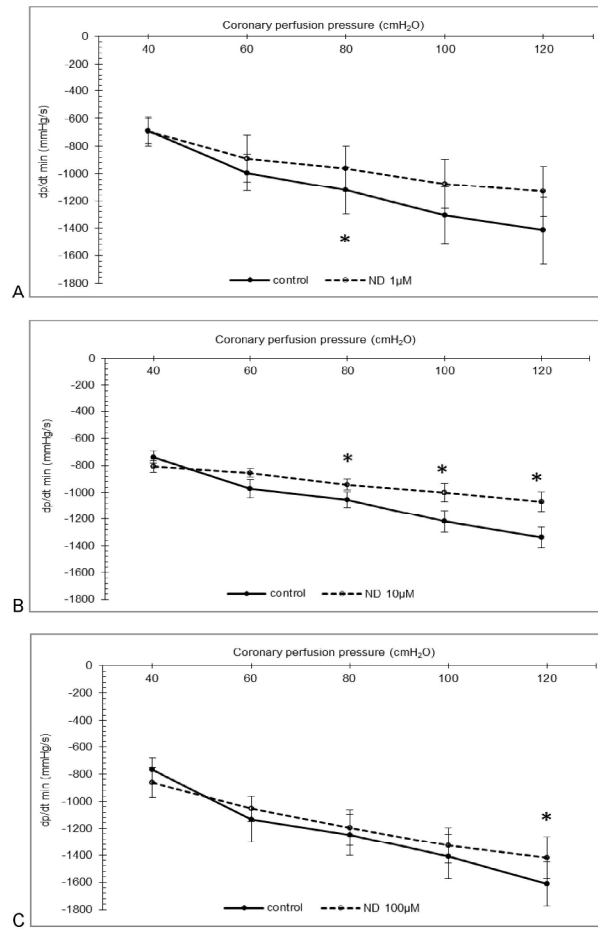 Coronary perfusion pressure (cmH₂O)
0
40 60 80 100 120
-200
-400
-600
-800
-1000
-1200
-1400
-1600
-1800
dp/dt min (mmHg/s)
*
control ND 1µM
A
Coronary perfusion pressure (cmH₂O)
0
40 60 80 100 120
-200
-400
-600
-800
-1000
-1200
-1400
-1600
-1800
dp/dt min (mmHg/s)
* * *
control ND 10µM
B
Coronary perfusion pressure (cmH₂O)
0
40 60 80 100 120
-200
-400
-600
-800
-1000
-1200
-1400
-1600
-1800
dp/dt min (mmHg/s)
*
control ND 100µM
C